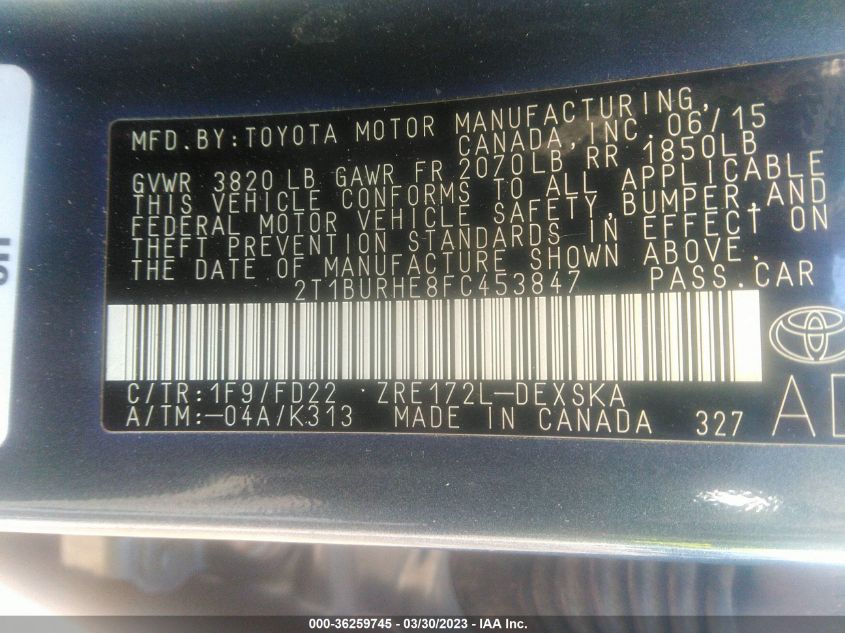 MFD.BY:TOYOTA MOTOR MANUFACTURING,
CANADA,INC. 06/15
GVWR 3820 LB GAWR FR 2070LB RR 1850LB
THIS VEHICLE CONFORMS TO ALL APPLICABLE
FEDERAL MOTOR VEHICLE SAFETY,BUMPER,AND
THEFT PREVENTION STANDARDS IN EFFECT ON
THE DATE OF MANUFACTURE SHOWN ABOVE.
2T1BURHE8FC453847 PASS.CAR
C/TR:1F9/FD22 ZRE172L-DEXSKA
A/TM:-04A/K313 MADE IN CANADA 327
000-36259745 - 03/30/2023 - IAA Inc.